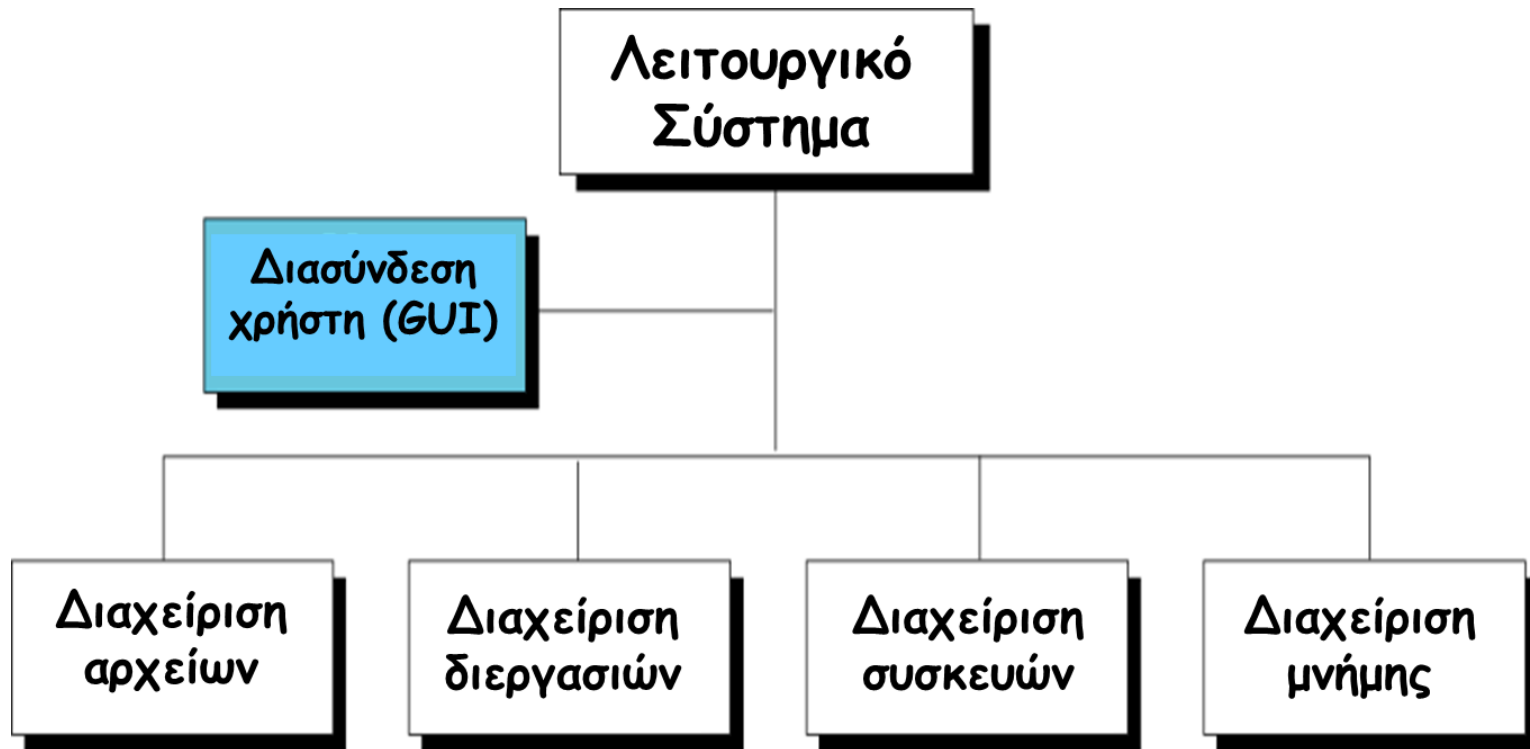 Λειτουργικό
Σύστημα
Διασύνδεση
χρήστη (GUI)
Διαχείριση
αρχείων
Διαχείριση
διεργασιών
Διαχείριση
συσκευών
Διαχείριση
μνήμης